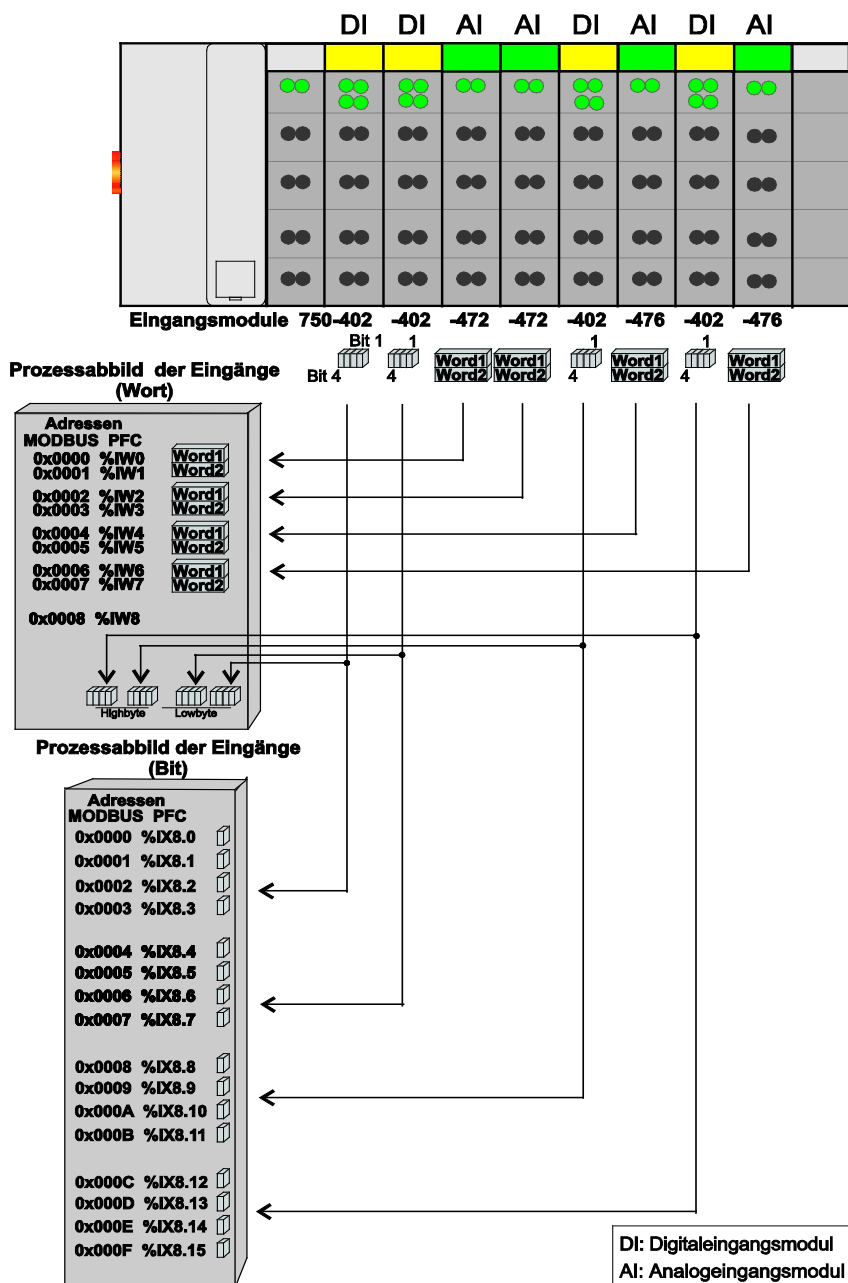 DI DI AI AI DI AI DI AI
Eingangsmodule 750-402 -402 -472 -472 -402 -476 -402 -476
Bit 1 1 1 1
Bit 4 4 4 4
Word1 Word1 Word1 Word1
Word2 Word2 Word2 Word2
Prozessabbild der Eingänge
(Wort)
Adressen
MODBUS PFC
0x0000 %IW0 Word1
0x0001 %IW1 Word2
0x0002 %IW2 Word1
0x0003 %IW3 Word2
0x0004 %IW4 Word1
0x0005 %IW5 Word2
0x0006 %IW6 Word1
0x0007 %IW7 Word2
0x0008 %IW8
Highbyte Lowbyte
Prozessabbild der Eingänge
(Bit)
Adressen
MODBUS PFC
0x0000 %IX8.0
0x0001 %IX8.1
0x0002 %IX8.2
0x0003 %IX8.3
0x0004 %IX8.4
0x0005 %IX8.5
0x0006 %IX8.6
0x0007 %IX8.7
0x0008 %IX8.8
0x0009 %IX8.9
0x000A %IX8.10
0x000B %IX8.11
0x000C %IX8.12
0x000D %IX8.13
0x000E %IX8.14
0x000F %IX8.15
DI: Digitaleingangsmodul
AI: Analogeingangsmodul